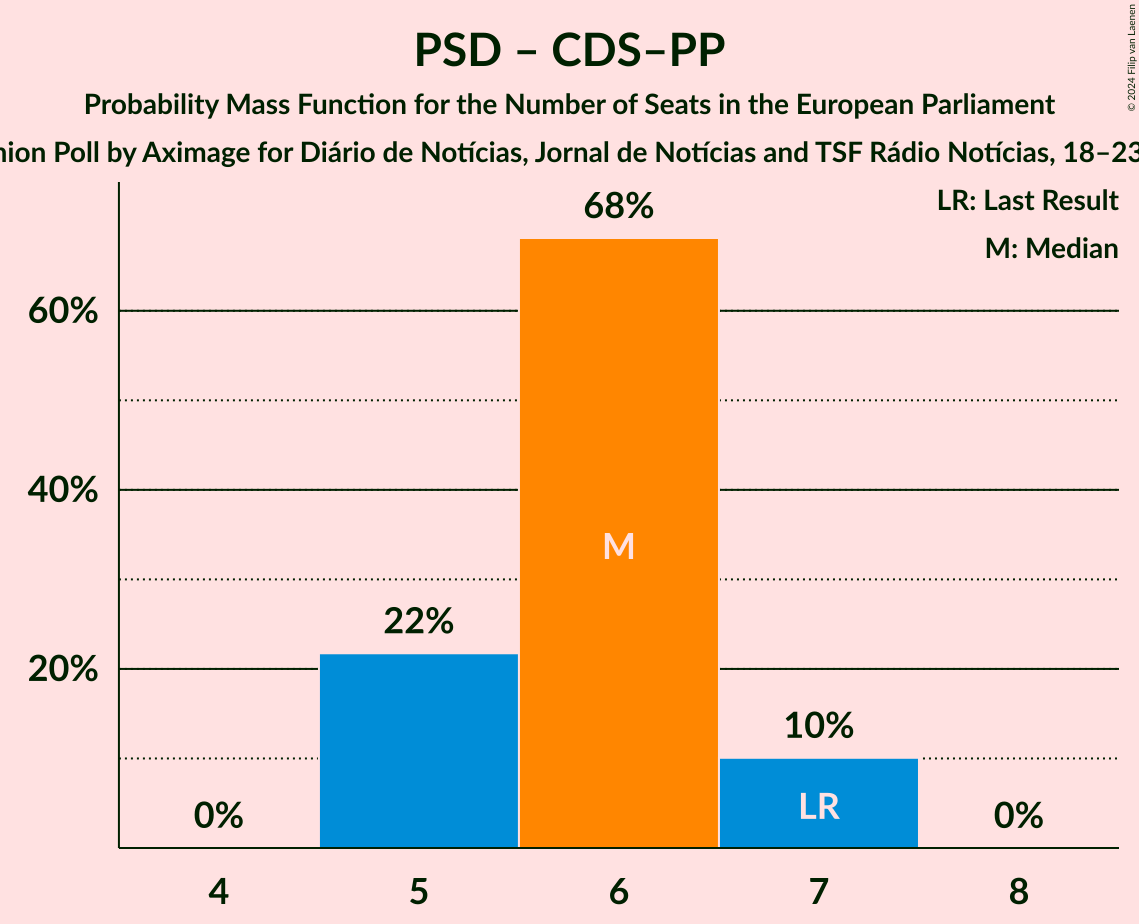 PSD – CDS–PP
Probability Mass Function for the Number of Seats in the European Parliament
Poll by Aximage for Diário de Notícias, Jornal de Notícias and TSF Rádio Notícias, 18–23
LR: Last Result
M: Median
68%
60%
40%
M
22%
20%
10%
LR
0%
0%
4 5 6 7 8
© 2024 Filip van Laenen